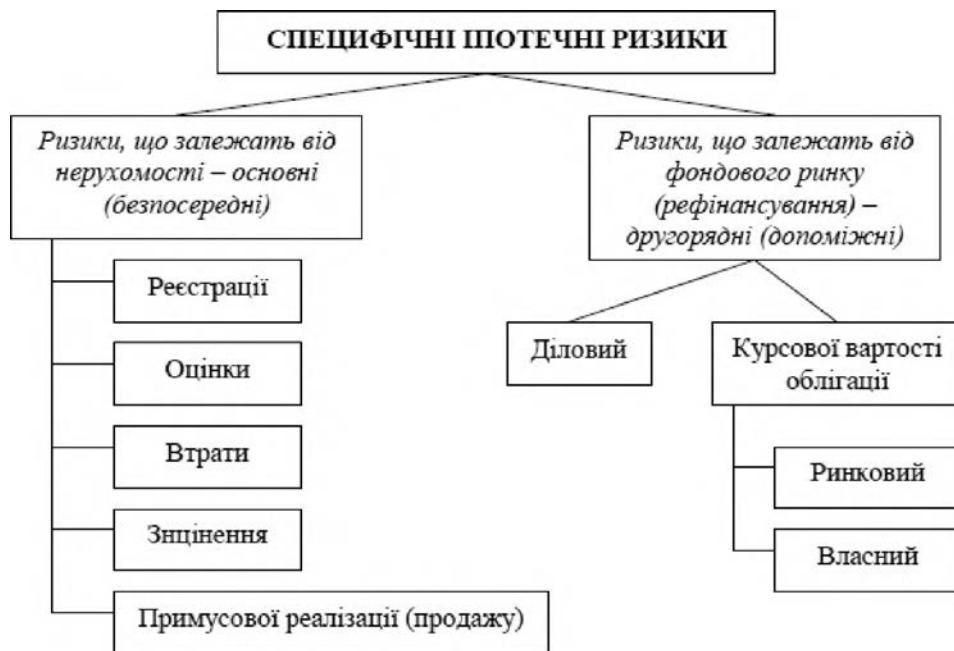 СПЕЦИФІЧНІ ІПОТЕЧНІ РИЗИКИ
Ризики, що залежать від
нерухомості – основні
(безпосередні)
Реєстрації
Оцінки
Втрати
Знцінення
Примусової реалізації (продажу)
Ризики, що залежать від
фондового ринку
(рефінансування) –
другорядні (допоміжні)
Діловий
Курсової вартості
облігації
Ринковий
Власний